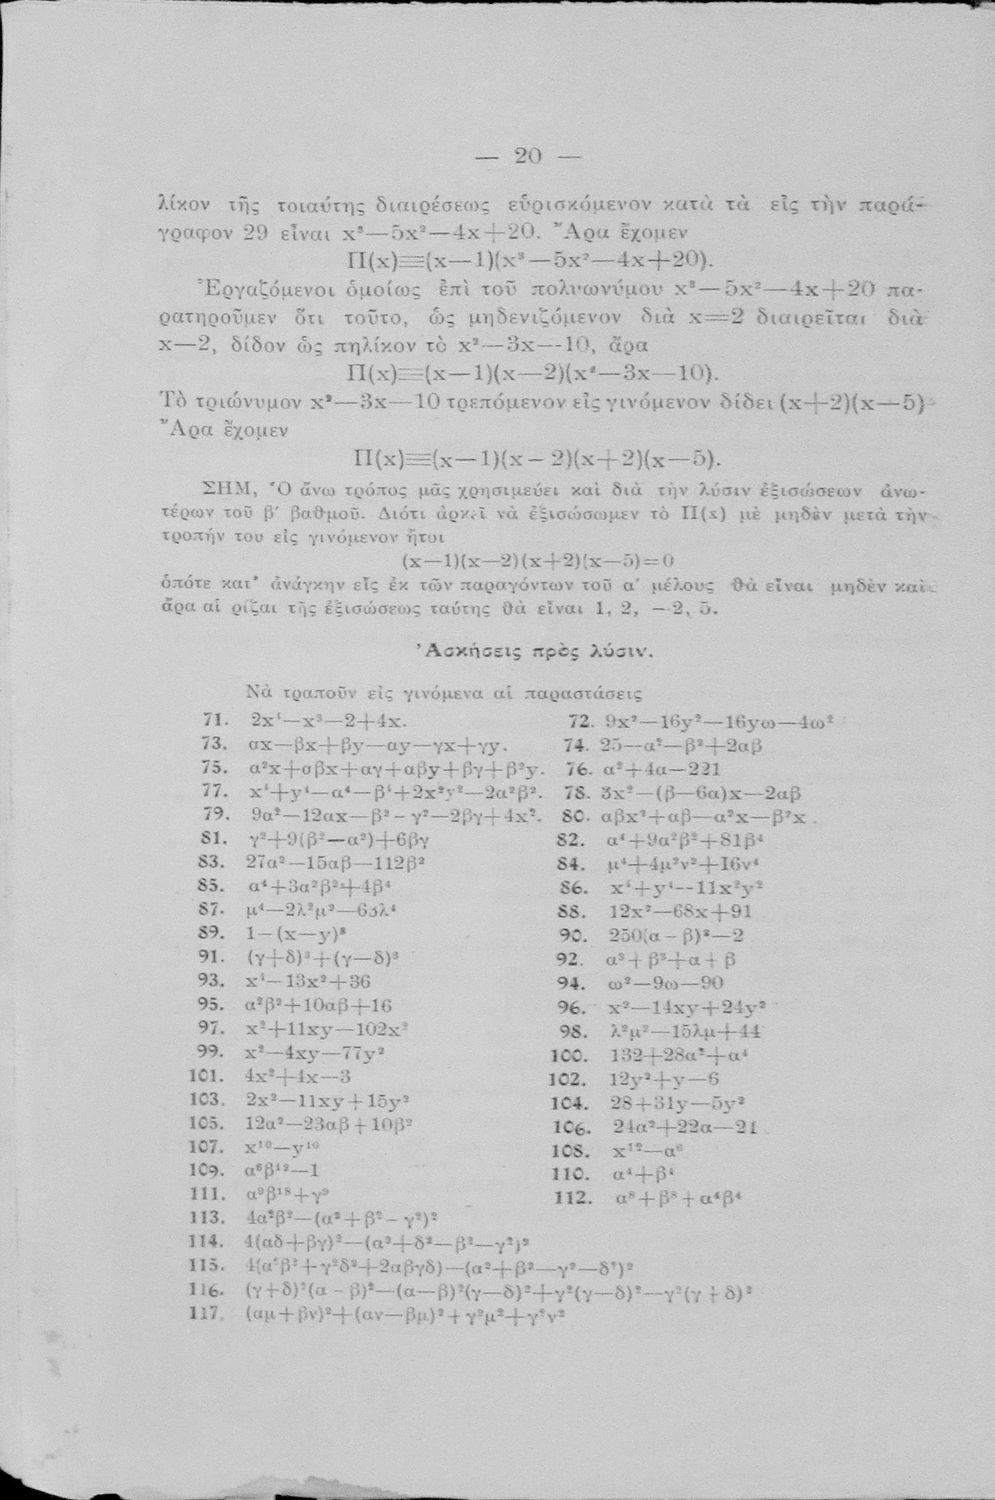 — 20 —
λίκον τῆς τοιαύτης διαιρέσεως εὑρισκόμενον κατὰ τὰ εἰς τὴν παρά-
γραφον 29 εἶναι x³—5x²—4x+20. Ἄρα ἔχομεν
Π(x)≡(x—1)(x³—5x²—4x+20).
Ἐργαζόμενοι ὁμοίως ἐπὶ τοῦ πολυωνύμου x³—5x²—4x+20 πα-
ρατηροῦμεν ὅτι τοῦτο, ὡς μηδενιζόμενον διὰ x=2 διαιρεῖται διὰ
x—2, δίδον ὡς πηλίκον τὸ x²—3x—10, ἄρα
Π(x)≡(x—1)(x—2)(x²—3x—10).
Τὸ τριώνυμον x²—3x—10 τρεπόμενον εἰς γινόμενον δίδει (x+2)(x—5)
Ἄρα ἔχομεν
Π(x)≡(x—1)(x—2)(x+2)(x—5).
ΣΗΜ, Ὁ ἄνω τρόπος μᾶς χρησιμεύει καὶ διὰ τὴν λύσιν ἐξισώσεων ἀνω-
τέρων τοῦ β′ βαθμοῦ. Διότι ἀρκεῖ νὰ ἐξισώσωμεν τὸ Π(x) μὲ μηδὲν μετὰ τὴν
τροπήν του εἰς γινόμενον ἤτοι
(x—1)(x—2)(x+2)(x—5)=0
ὁπότε κατ᾿ ἀνάγκην εἷς ἐκ τῶν παραγόντων τοῦ α′ μέλους θὰ εἶναι μηδὲν καὶ
ἄρα αἱ ρίζαι τῆς ἐξισώσεως ταύτης θὰ εἶναι 1, 2, —2, 5.
Ἀσκήσεις πρὸς λύσιν.
Νὰ τραποῦν εἰς γινόμενα αἱ παραστάσεις
71. 2x⁴—x³—2+4x. 72. 9x²—16y²—16yω—4ω²
73. αx—βx+βy—αy—γx+γy. 74. 25—α²—β²+2αβ
75. α²x+αβx+αγ+αβy+βγ+β²y. 76. α²+4α—221
77. x⁴+y⁴—α⁴—β⁴+2x²y²—2α²β². 78. 3x²—(β—6α)x—2αβ
79. 9α²—12αx—β²-γ²—2βγ+4x². 80. αβx²+αβ—α²x—β²x.
81. γ²+9(β²—α²)+6βγ 82. α⁴+9α²β²+81β⁴
83. 27α²—15αβ—112β² 84. μ⁴+4μ²ν²+16ν⁴
85. α⁴+3α²β²+4β⁴ 86. x⁴+y⁴--11x²y²
87. μ⁴—2λ²μ²—63λ⁴ 88. 12x²—68x+91
89. 1-(x—y)³ 90. 250(α-β)³—2
91. (γ+δ)³+(γ—δ)³ 92. α³+β³+α+β
93. x⁴—13x²+36 94. ω²—9ω—90
95. α²β²+10αβ+16 96. x²—14xy+24y²
97. x²+11xy—102x² 98. λ²μ²—15λμ+44
99. x²—4xy—77y² 100. 132+28α²+α⁴
101. 4x²+4x—3 102. 12y²+y—6
103. 2x²—11xy+15y² 104. 28+31y—5y²
105. 12α²—23αβ+10β² 106. 24α²+22α—21
107. x¹⁰—y¹⁰ 108. x¹²—α⁶
109. α⁶β¹²—1 110. α⁴+β⁴
111. α⁹β¹⁸+γ⁹ 112. α⁸+β⁸+α⁴β⁴
113. 4α²β²—(α²+β²-γ²)²
114. 4(αδ+βγ)²—(α²+δ²—β²—γ²)²
115. 4(α²β²+γ²δ²+2αβγδ)—(α²+β²—γ²—δ²)²
116. (γ+δ)²(α-β)²—(α—β)²(γ—δ)²+γ²(γ—δ)²—γ²(γ+δ)²
117. (αμ+βν)²+(αν—βμ)²+γ²μ²+γ²ν²